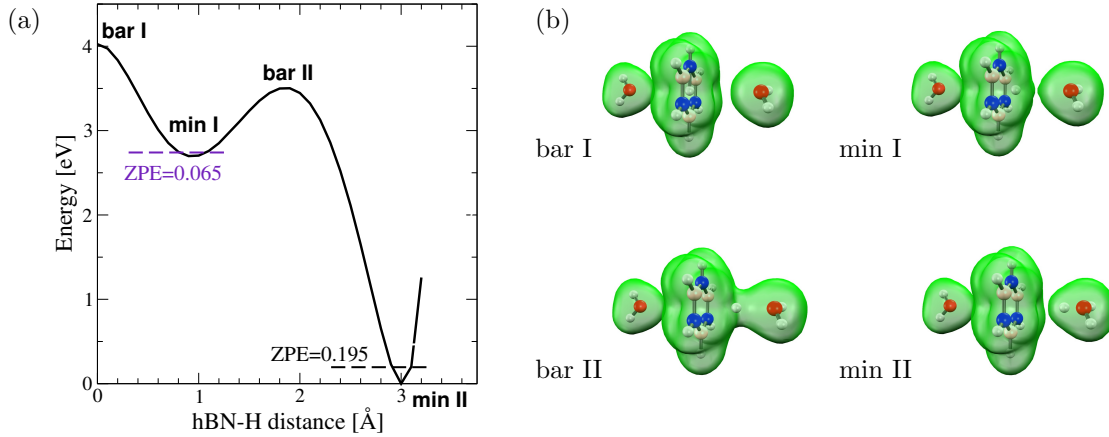 (a)
bar I
bar II
min I
ZPE=0.065
ZPE=0.195
min II
Energy [eV]
4
3
2
1
0
0
1
2
3
hBN-H distance [Å]
(b)
bar I
min I
bar II
min II